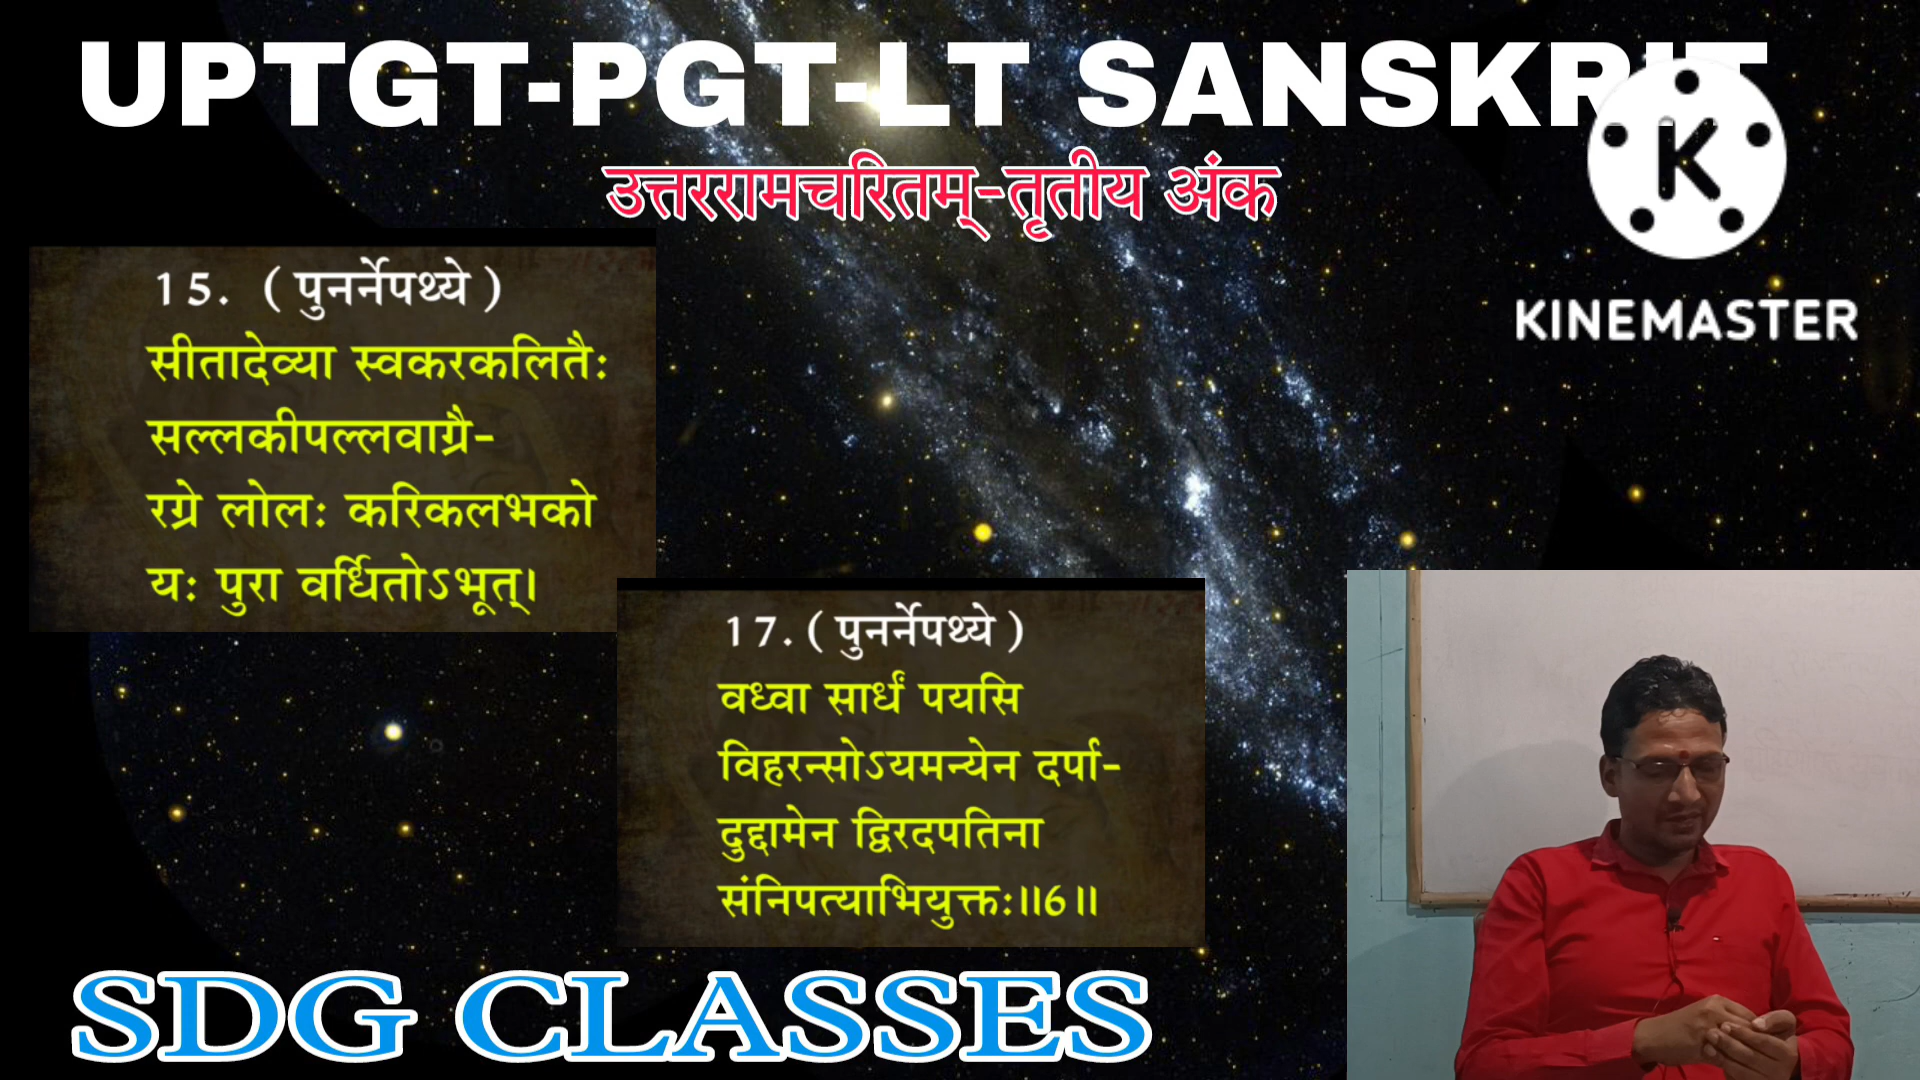 UPTGT-PGT-LT SANSKRIT
उत्तररामचरितम्-तृतीय अंक
K
KINEMASTER
15. ( पुनर्नेपथ्ये )
सीतादेव्या स्वकरकलितैः
सल्लकीपल्लवाग्रै-
रग्रे लोलः करिकलभको
यः पुरा वर्धितोऽभूत्।
17. ( पुनर्नेपथ्ये )
वध्वा सार्धं पयसि
विहरन्सोऽयमन्येन दर्पा-
दुद्दामेन द्विरदपतिना
संनिपत्याभियुक्तः॥6॥
SDG CLASSES